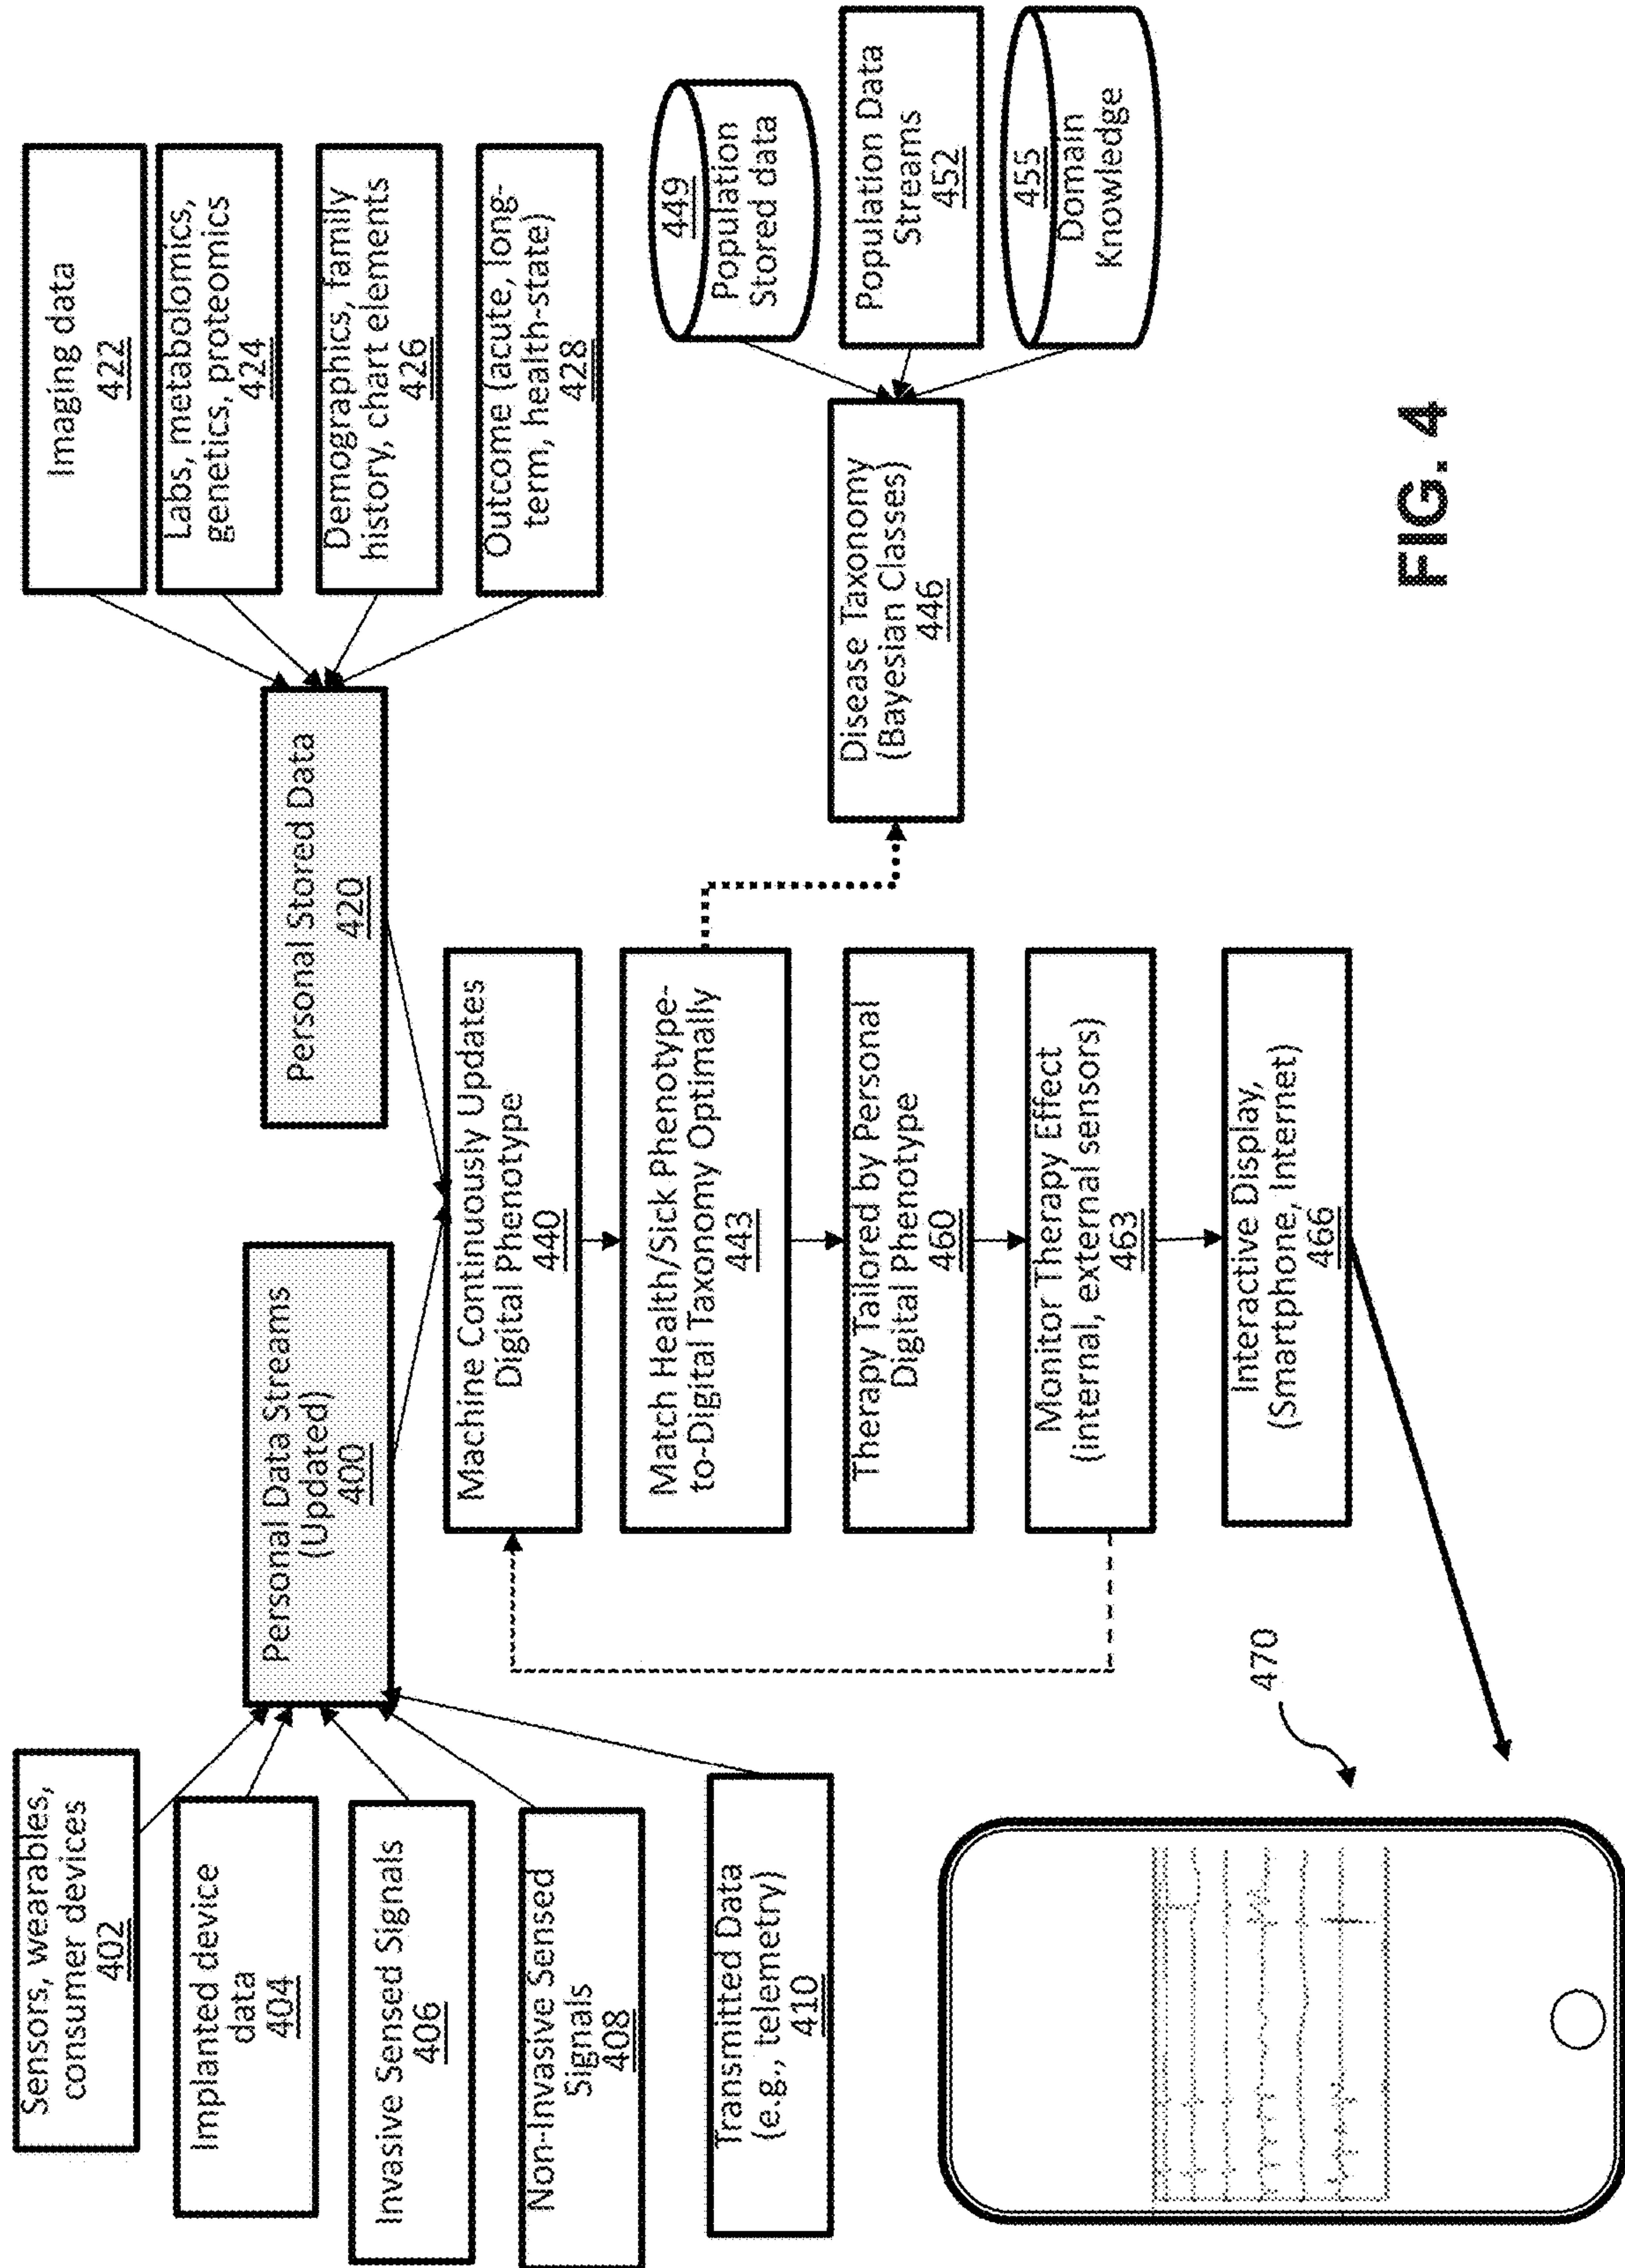 Sensors, wearables,
consumer devices
402
Implanted device
data
404
Invasive Sensed Signals
406
Non-Invasive Sensed
Signals
408
Transmitted Data
(e.g., telemetry)
410
Personal Data Streams
(Updated)
400
Personal Stored Data
420
Imaging data
422
Labs, metabolomics,
genetics, proteomics
424
Demographics, family
history, chart elements
426
Outcome (acute, long-
term, health-state)
428
Machine Continuously Updates
Digital Phenotype
440
Match Health/Sick Phenotype-
to-Digital Taxonomy Optimally
443
Therapy Tailored by Personal
Digital Phenotype
460
Monitor Therapy Effect
(internal, external sensors)
463
Interactive Display,
(Smartphone, Internet)
466
Disease Taxonomy
(Bayesian Classes)
446
449
Population
Stored data
Population Data
Streams
452
455
Domain
Knowledge
470
FIG. 4